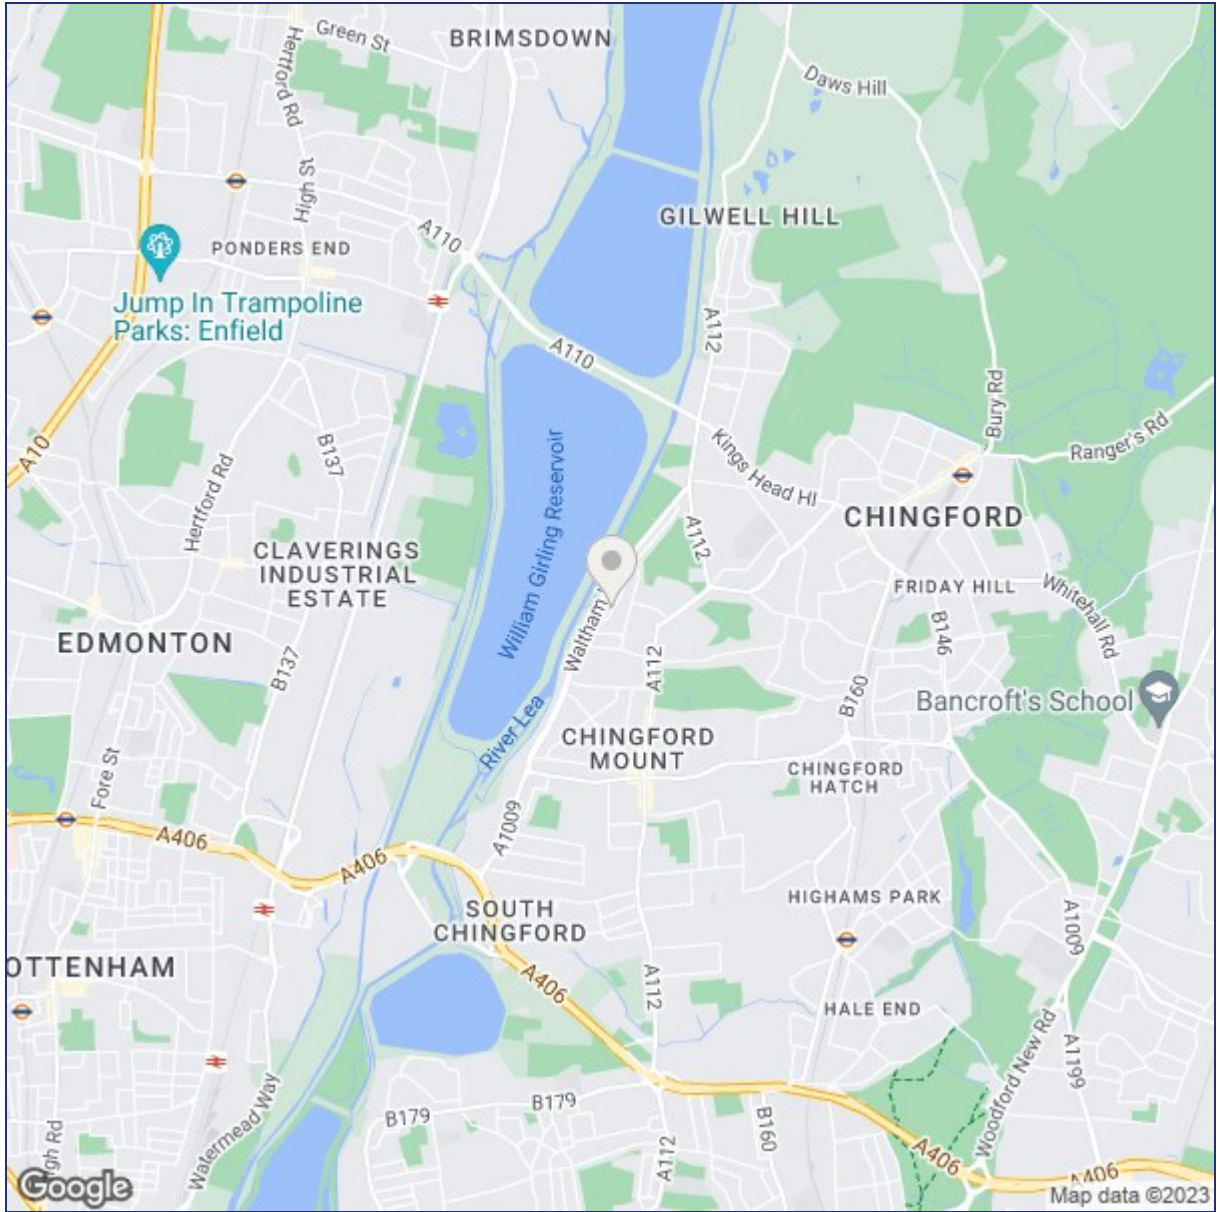 Green St
BRIMSDOWN
Hertford Rd
Daws Hill
High St
GILWELL HILL
A110
PONDERS END
Jump In Trampoline
Parks: Enfield
A112
A110
Bury Rd
Ranger's Rd
A10
B137
Hertford Rd
William Girling Reservoir
Kings Head Hl
CHINGFORD
A112
CLAVERINGS
INDUSTRIAL
ESTATE
FRIDAY HILL
Whitehall Rd
Waltham
B146
EDMONTON
B137
A112
B160
Bancroft's School
River Lea
CHINGFORD
MOUNT
Fore St
CHINGFORD
HATCH
A406
A1009
A406
HIGHAMS PARK
SOUTH
CHINGFORD
A1009
OTTENHAM
A406
A112
HALE END
Woodford New Rd
A1199
Watermead Way
B179
B179
B160
A112
gh Rd
A406
A406
Google
Map data ©2023